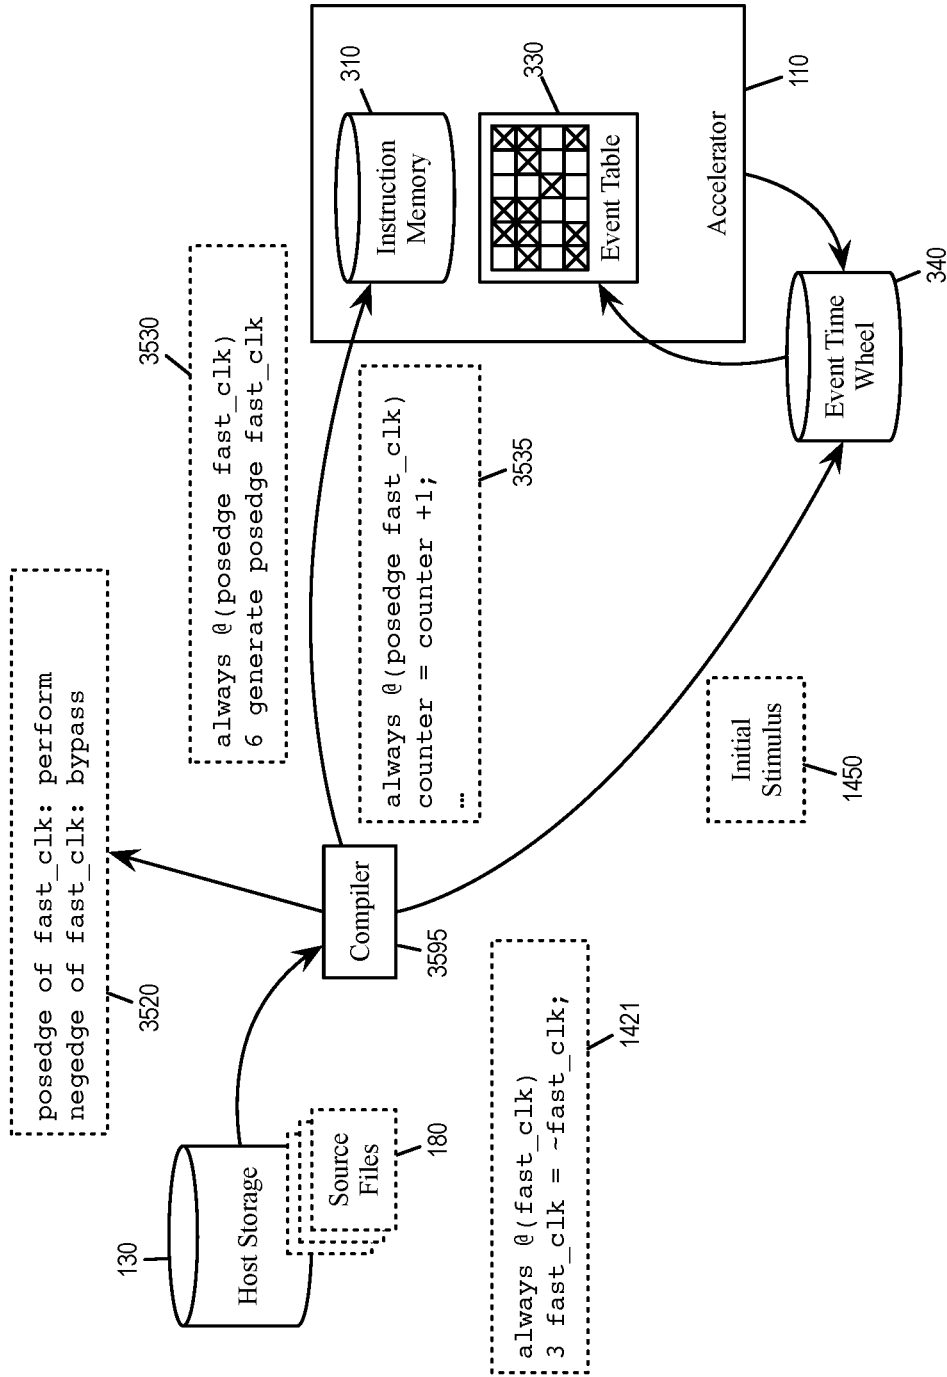 posedge of fast_clk: perform
negedge of fast_clk: bypass
3520
always @(posedge fast_clk)
6 generate posedge fast_clk
3530
130
Host Storage
Source
Files
180
Compiler
3595
always @(posedge fast_clk)
counter = counter +1;
...
3535
Instruction
Memory
310
Event Table
330
Accelerator
110
always @(fast_clk)
3 fast_clk = ~fast_clk;
1421
Initial
Stimulus
1450
Event Time
Wheel
340